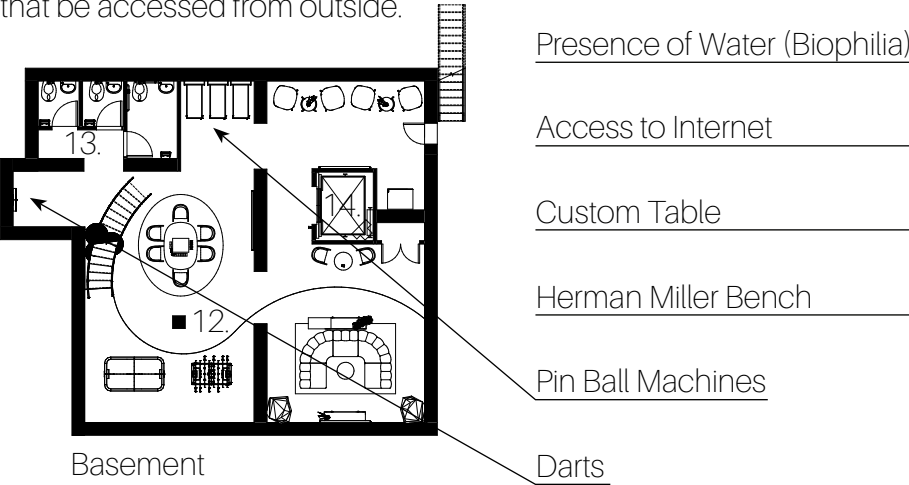 that be accessed from outside.
Presence of Water (Biophilia)
Access to Internet
13.
14.
Custom Table
Herman Miller Bench
12.
Pin Ball Machines
Basement
Darts